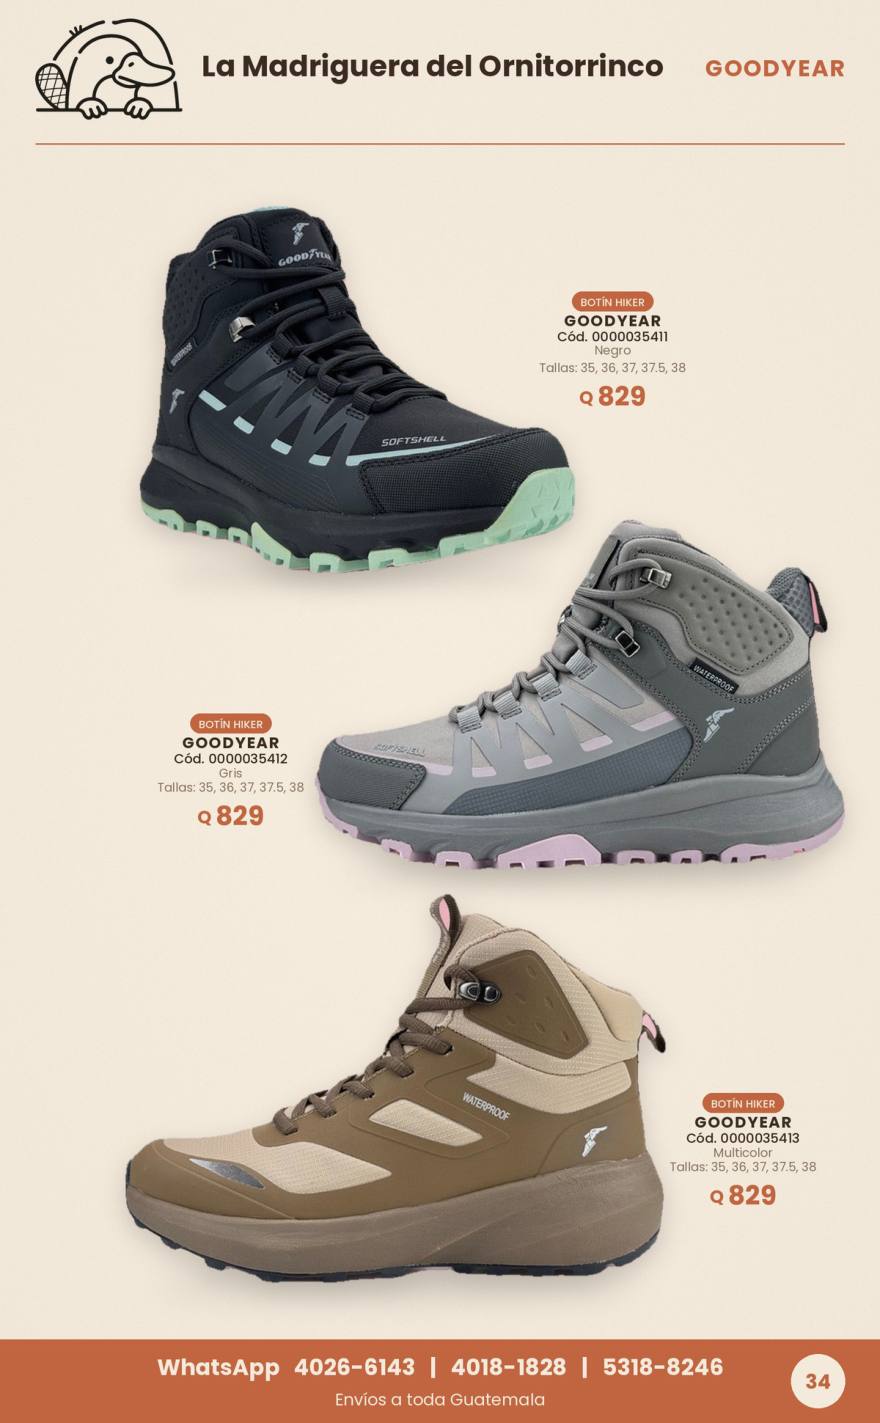 La Madriguera del Ornitorrinco
GOODYEAR
GOODYEAR
WATERPROOF
SOFTSHELL
BOTÍN HIKER
GOODYEAR
Cód. 0000035411
Negro
Tallas: 35, 36, 37, 37.5, 38
Q 829
WATERPROOF
SOFTSHELL
BOTÍN HIKER
GOODYEAR
Cód. 0000035412
Gris
Tallas: 35, 36, 37, 37.5, 38
Q 829
WATERPROOF
BOTÍN HIKER
GOODYEAR
Cód. 0000035413
Multicolor
Tallas: 35, 36, 37, 37.5, 38
Q 829
WhatsApp 4026-6143 | 4018-1828 | 5318-8246
Envíos a toda Guatemala
34